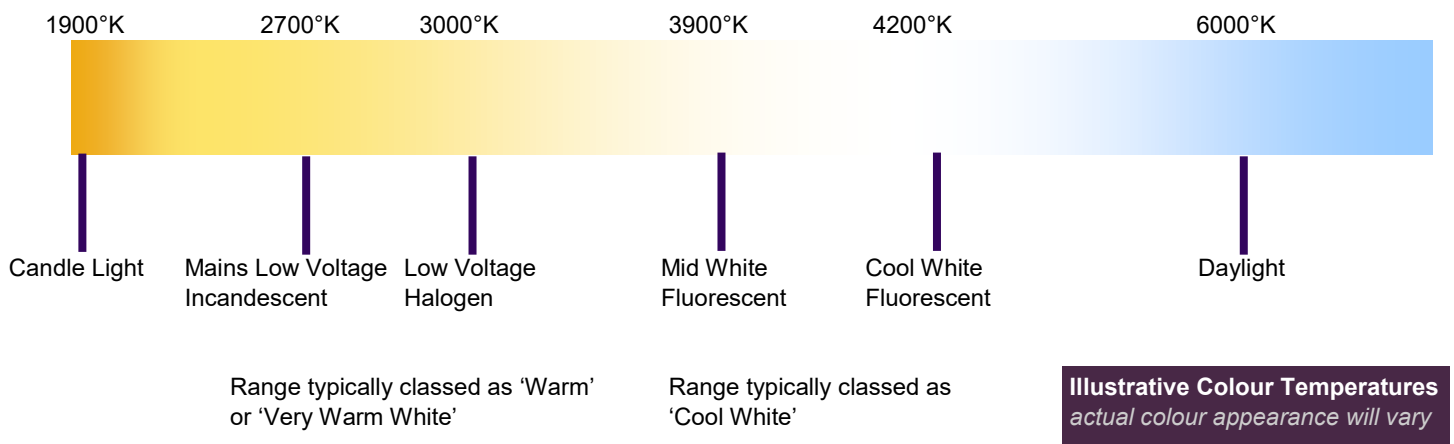 1900°K 2700°K 3000°K 3900°K 4200°K 6000°K
Candle Light
Mains Low Voltage
Incandescent
Low Voltage
Halogen
Mid White
Fluorescent
Cool White
Fluorescent
Daylight
Range typically classed as ‘Warm’
or ‘Very Warm White’
Range typically classed as
‘Cool White’
Illustrative Colour Temperatures
actual colour appearance will vary